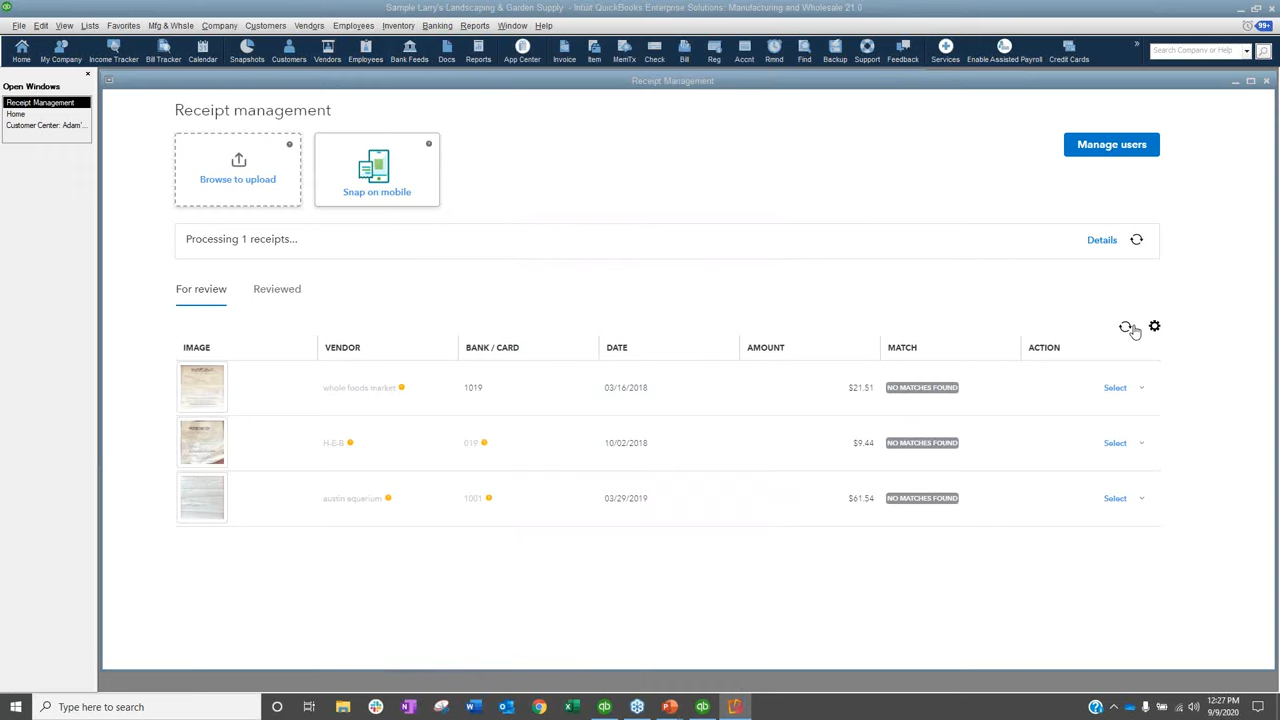 Sample Larry's Landscaping & Garden Supply - Intuit QuickBooks Enterprise Solutions: Manufacturing and Wholesale 21.0
File Edit View Lists Favorites Mfg & Whsle Company Customers Vendors Employees Inventory Banking Reports Window Help
99+
Home My Company Income Tracker Bill Tracker Calendar Snapshots Customers Vendors Employees Bank Feeds Docs Reports App Center Invoice Item MemTx Check Bill Reg Accnt Rmnd Find Backup Support Feedback Services Enable Assisted Payroll Credit Cards
Search Company or Help
Open Windows
Receipt Management
Home
Customer Center: Adam'...
Receipt Management
Receipt management
Browse to upload
Snap on mobile
Manage users
Processing 1 receipts...
Details
For review Reviewed
IMAGE VENDOR BANK / CARD DATE AMOUNT MATCH ACTION
whole foods market 1019 03/16/2018 $21.51 NO MATCHES FOUND Select
H-E-B 019 10/02/2018 $9.44 NO MATCHES FOUND Select
austin aquarium 1001 03/29/2019 $61.54 NO MATCHES FOUND Select
Type here to search
12:27 PM
9/9/2020